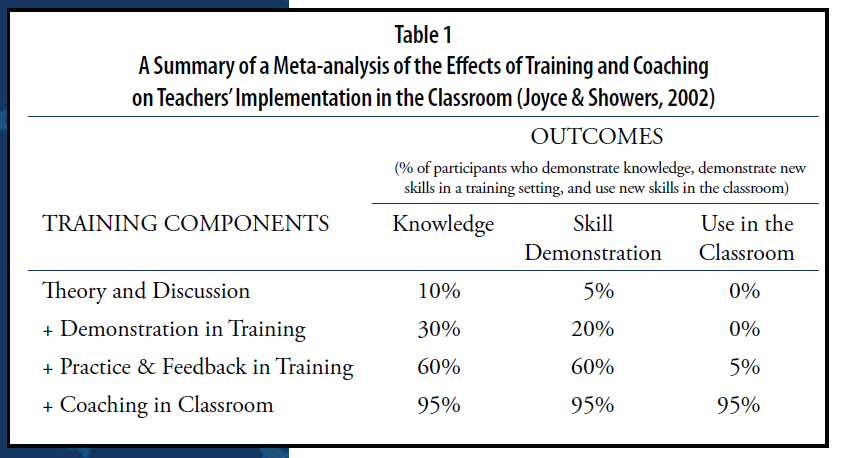 Table 1
A Summary of a Meta-analysis of the Effects of Training and Coaching
on Teachers' Implementation in the Classroom (Joyce & Showers, 2002)
OUTCOMES
(% of participants who demonstrate knowledge, demonstrate new
skills in a training setting, and use new skills in the classroom)
TRAINING COMPONENTS Knowledge Skill Demonstration Use in the Classroom
Theory and Discussion 10% 5% 0%
+ Demonstration in Training 30% 20% 0%
+ Practice & Feedback in Training 60% 60% 5%
+ Coaching in Classroom 95% 95% 95%